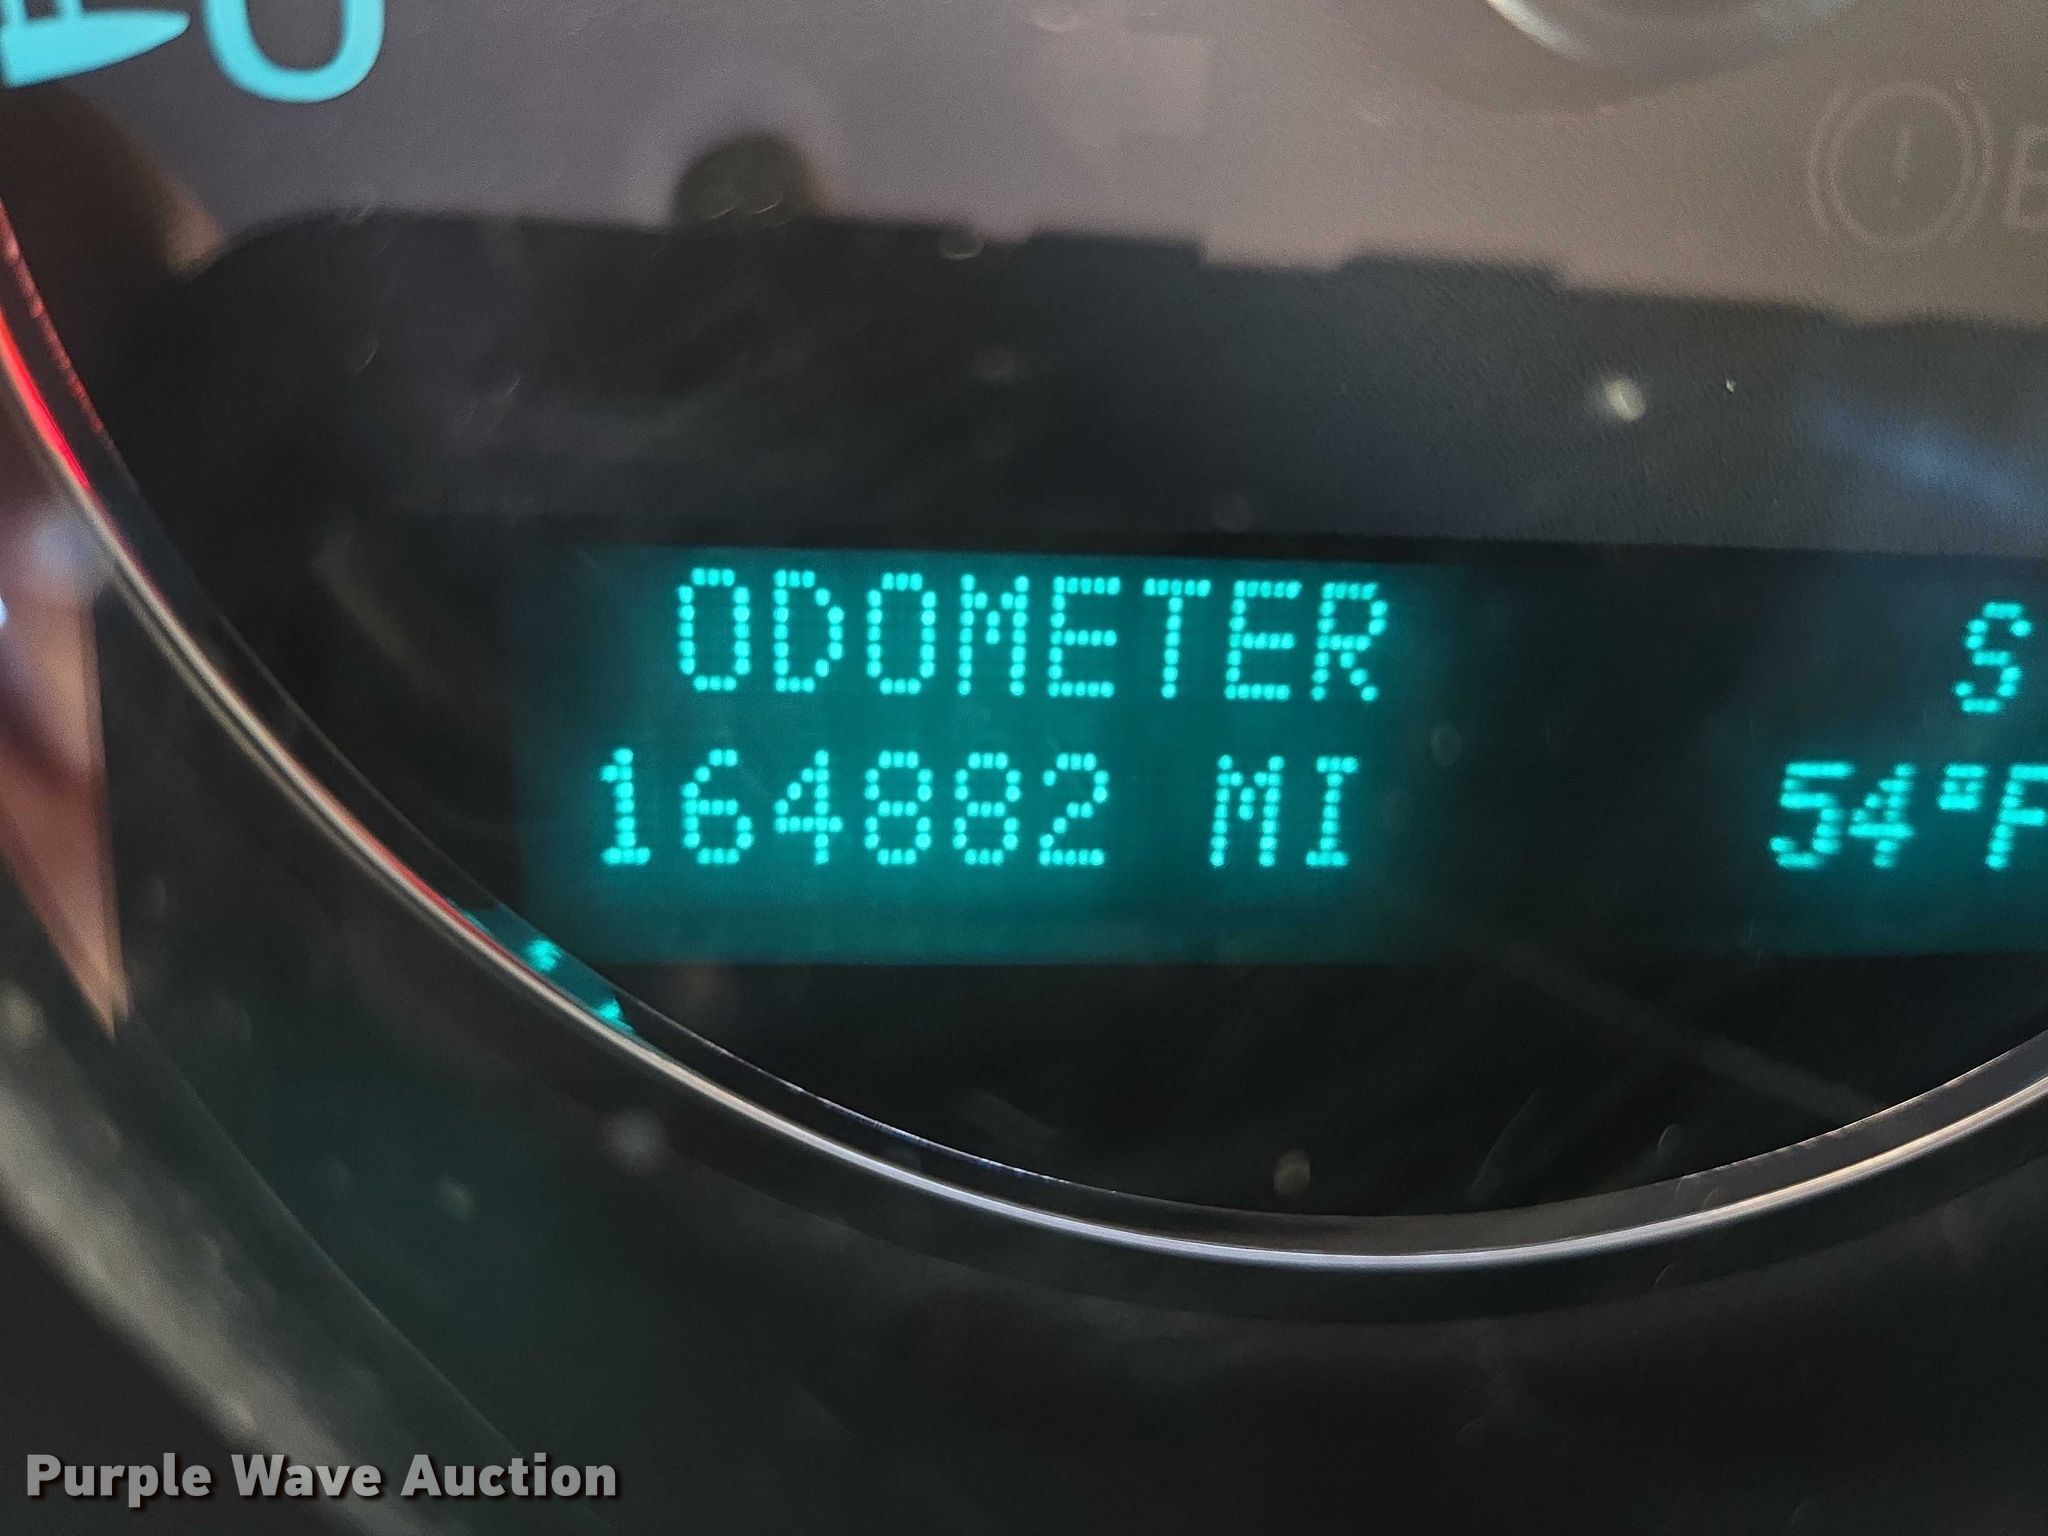 ODOMETER
164882 MI
S
54°F
Purple Wave Auction